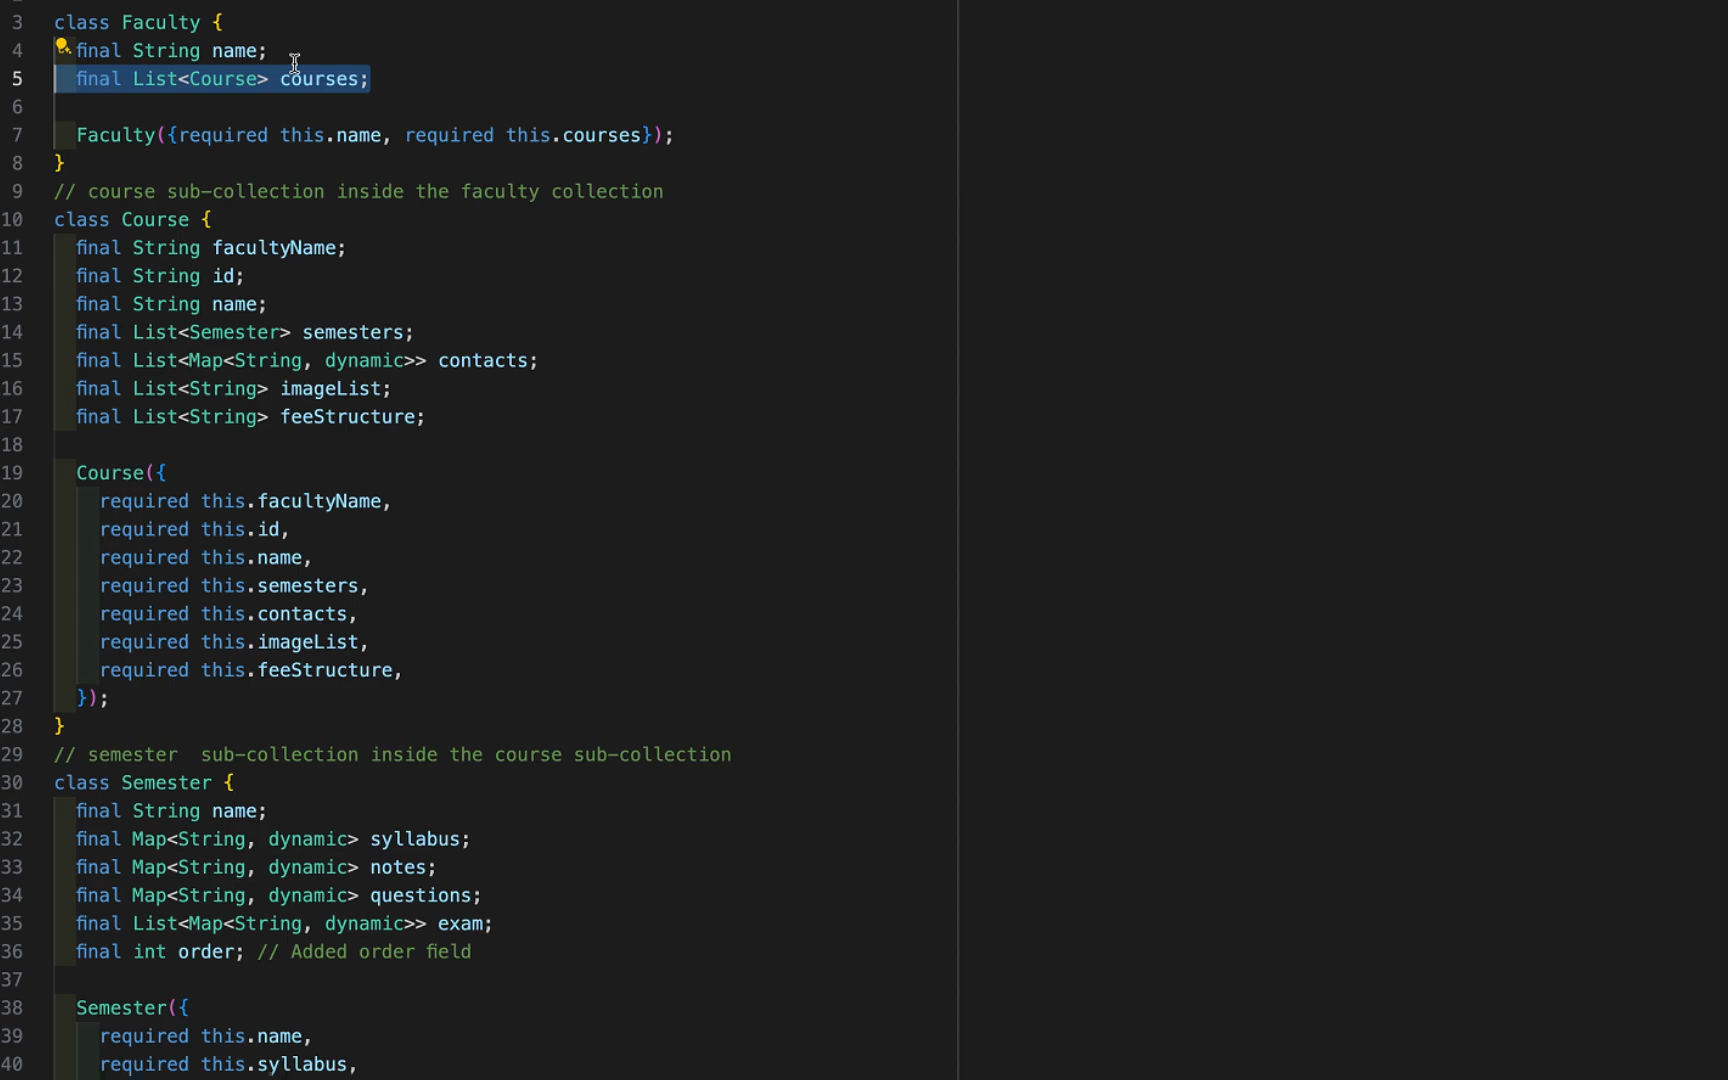 3 class Faculty {
4 final String name;
5 final List<Course> courses;
6
7 Faculty({required this.name, required this.courses});
8 }
9 // course sub-collection inside the faculty collection
10 class Course {
11 final String facultyName;
12 final String id;
13 final String name;
14 final List<Semester> semesters;
15 final List<Map<String, dynamic>> contacts;
16 final List<String> imageList;
17 final List<String> feeStructure;
18
19 Course({
20 required this.facultyName,
21 required this.id,
22 required this.name,
23 required this.semesters,
24 required this.contacts,
25 required this.imageList,
26 required this.feeStructure,
27 });
28 }
29 // semester  sub-collection inside the course sub-collection
30 class Semester {
31 final String name;
32 final Map<String, dynamic> syllabus;
33 final Map<String, dynamic> notes;
34 final Map<String, dynamic> questions;
35 final List<Map<String, dynamic>> exam;
36 final int order; // Added order field
37
38 Semester({
39 required this.name,
40 required this.syllabus,